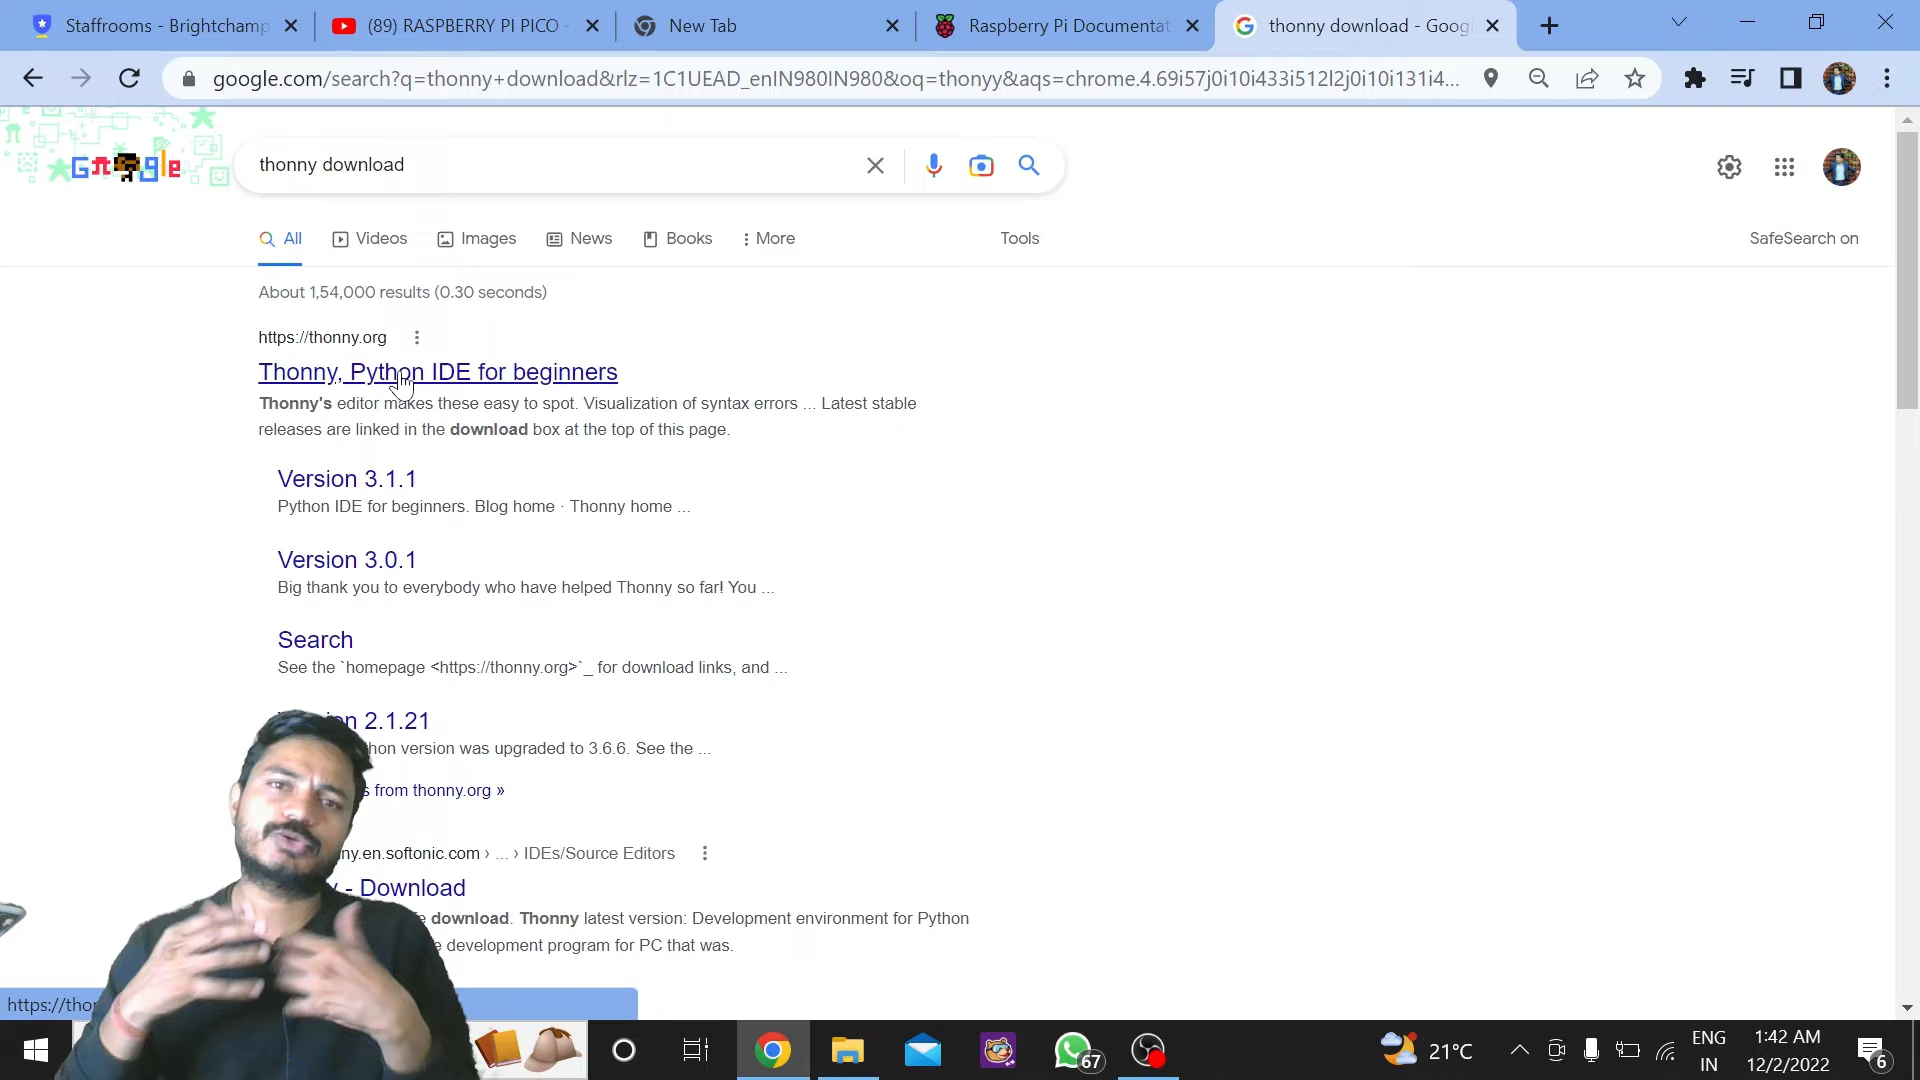 Staffrooms - Brightchamp
(89) RASPBERRY PI PICO -
New Tab
Raspberry Pi Documentat
thonny download - Goog
google.com/search?q=thonny+download&rlz=1C1UEAD_enIN980IN980&oq=thonyy&aqs=chrome.4.69i57j0i10i433i512l2j0i10i131i4...
thonny download
All
Videos
Images
News
Books
More
Tools
SafeSearch on
About 1,54,000 results (0.30 seconds)
https://thonny.org
Thonny, Python IDE for beginners
Thonny's editor makes these easy to spot. Visualization of syntax errors ... Latest stable
releases are linked in the download box at the top of this page.
Version 3.1.1
Python IDE for beginners. Blog home · Thonny home ...
Version 3.0.1
Big thank you to everybody who have helped Thonny so far! You ...
Search
See the `homepage <https://thonny.org>`_ for download links, and ...
2.1.21
version was upgraded to 3.6.6. See the ...
from thonny.org »
.en.softonic.com › ... › IDEs/Source Editors
- Download
download. Thonny latest version: Development environment for Python
development program for PC that was.
https://tho
67
21°C
ENG
IN
1:42 AM
12/2/2022
6